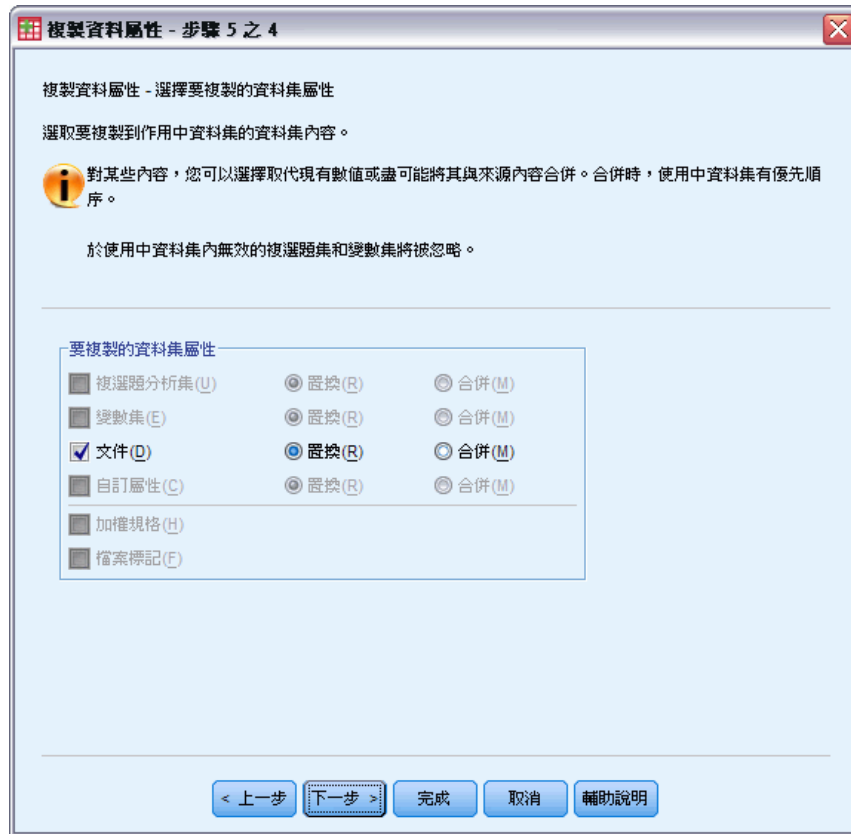 複製資料屬性 - 步驟 5 之 4
複製資料屬性 - 選擇要複製的資料集屬性
選取要複製到作用中資料集的資料集內容。
對某些內容，您可以選擇取代現有數值或盡可能將其與來源內容合併。合併時，使用中資料集有優先順
序。
於使用中資料集內無效的複選題集和變數集將被忽略。
要複製的資料集屬性
複選題分析集(U) 置換(R) 合併(M)
變數集(E) 置換(R) 合併(M)
文件(D) 置換(R) 合併(M)
自訂屬性(C) 置換(R) 合併(M)
加權規格(H)
檔案標記(F)
< 上一步 下一步 > 完成 取消 輔助說明